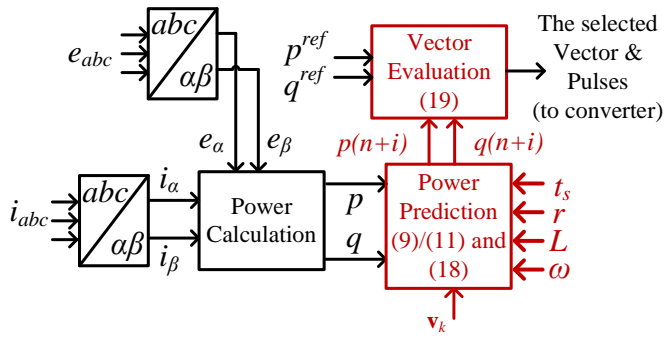 abc
αβ
e_abc
e_α
e_β
p^ref
q^ref
Vector
Evaluation
(19)
The selected
Vector &
Pulses
(to converter)
p(n+i)
q(n+i)
i_abc
abc
αβ
i_α
i_β
Power
Calculation
p
q
Power
Prediction
(9)/(11) and
(18)
t_s
r
L
ω
v_k